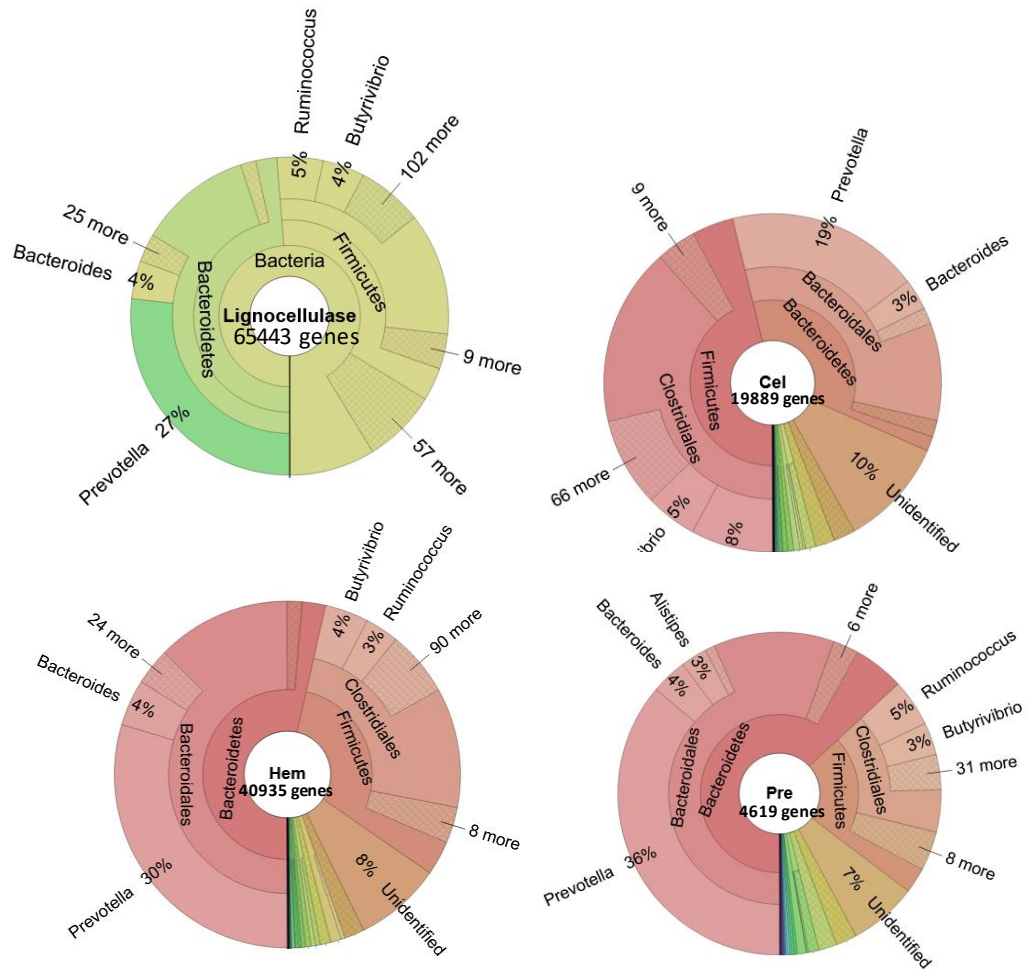 Ruminococcus
5%
Butyrivibrio
4%
102 more
25 more
Bacteroides
4%
Bacteroidetes
Bacteria
Firmicutes
Lignocellulase
65443 genes
9 more
57 more
Prevotella 27%
9 more
19% Prevotella
Bacteroides
3%
Bacteroidales
Bacteroidetes
Firmicutes
Clostridiales
Cel
19889 genes
66 more
5%
brio
8%
10% Unidentified
Butyrivibrio
4%
Ruminococcus
3%
90 more
24 more
Bacteroides
4%
Clostridiales
Firmicutes
Bacteroidetes
Bacteroidales
Hem
40935 genes
8 more
Prevotella 30%
8% Unidentified
6 more
Alistipes
3%
Bacteroides
4%
Ruminococcus
5%
Butyrivibrio
3%
31 more
Clostridiales
Firmicutes
Bacteroidetes
Bacteroidales
Pre
4619 genes
8 more
Prevotella 36%
7% Unidentified